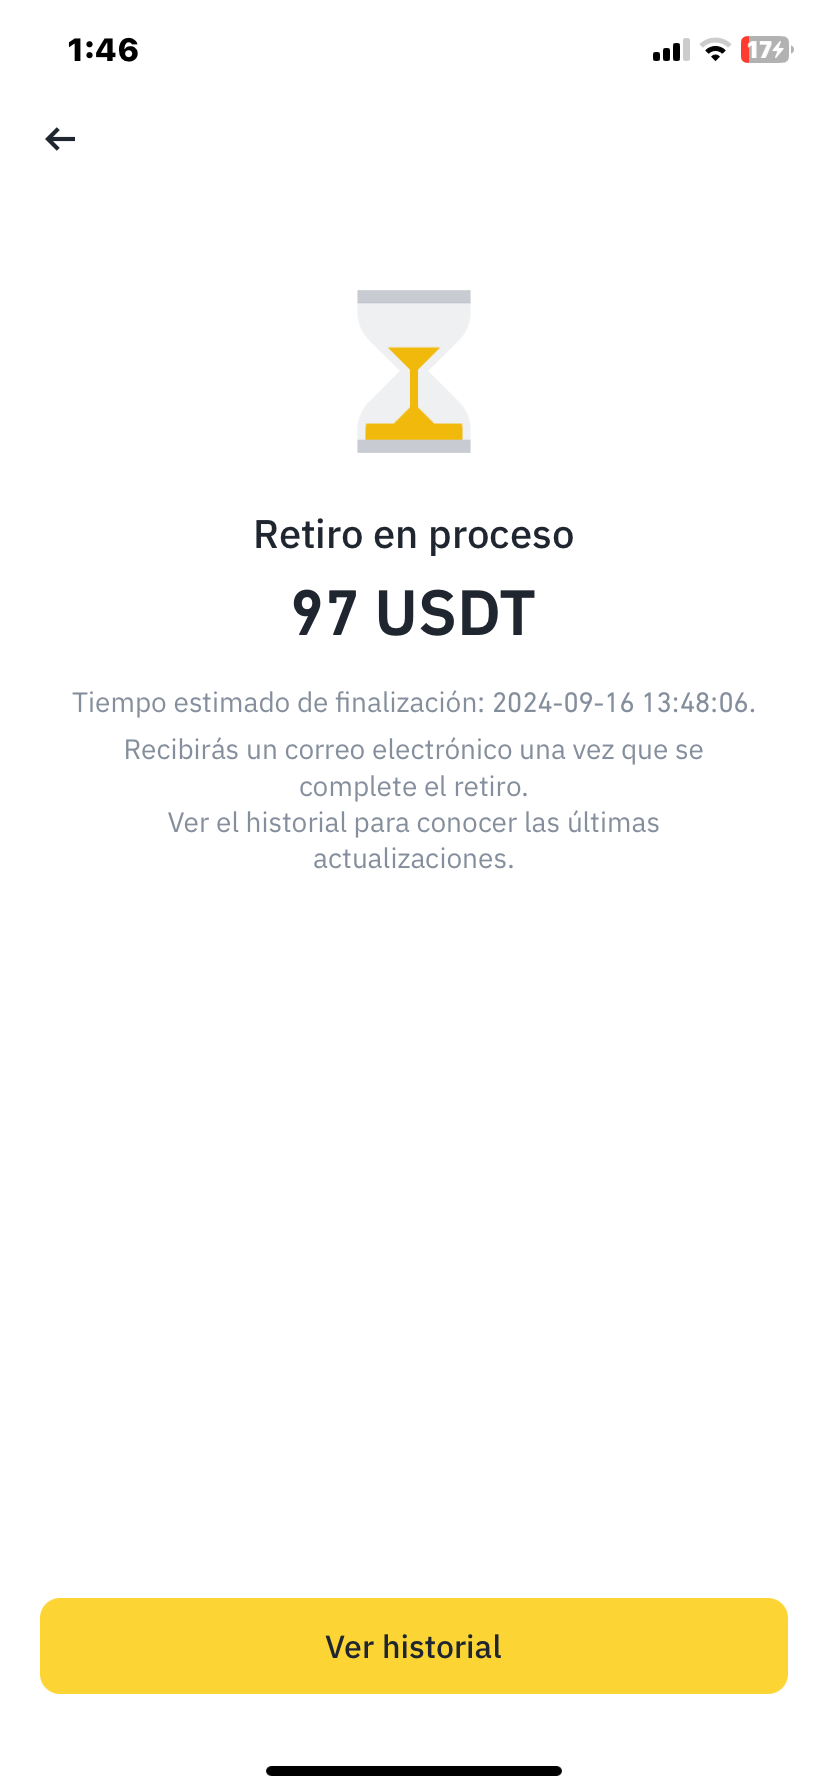 1:46
17
Retiro en proceso
97 USDT
Tiempo estimado de finalización: 2024-09-16 13:48:06.
Recibirás un correo electrónico una vez que se
complete el retiro.
Ver el historial para conocer las últimas
actualizaciones.
Ver historial